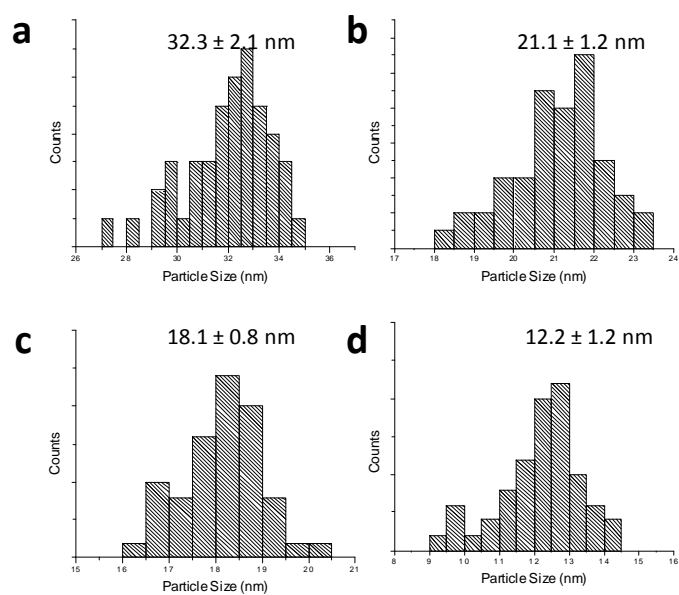 a
32.3 ± 2.1 nm
Counts
26 28 30 32 34 36
Particle Size (nm)
b
21.1 ± 1.2 nm
Counts
17 18 19 20 21 22 23 24
Particle Size (nm)
c
18.1 ± 0.8 nm
Counts
15 16 17 18 19 20 21
Particle Size (nm)
d
12.2 ± 1.2 nm
Counts
8 9 10 11 12 13 14 15 16
Particle Size (nm)